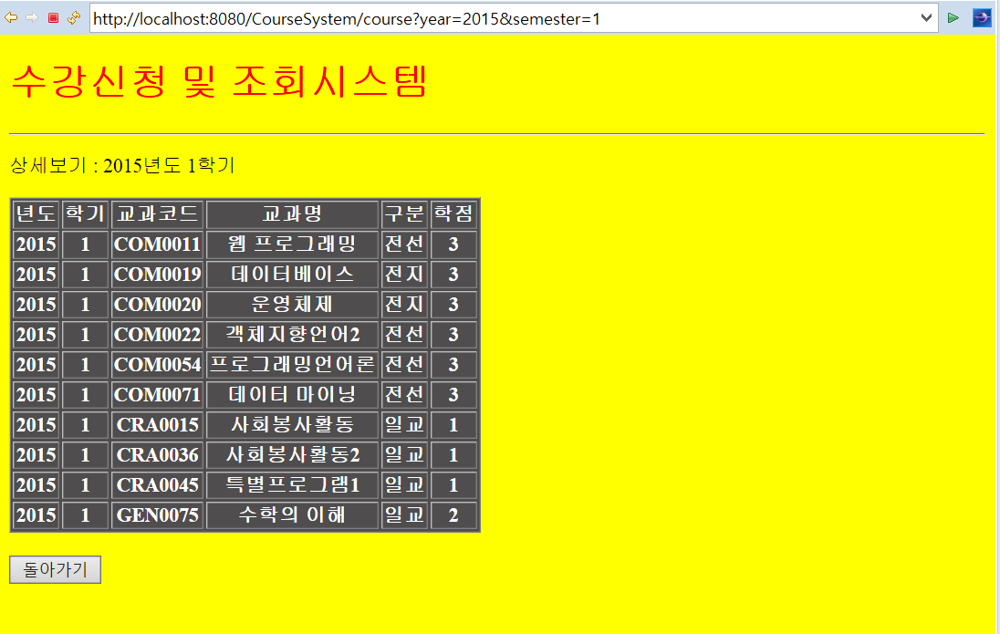 http://localhost:8080/CourseSystem/course?year=2015&semester=1
수강신청 및 조회시스템
상세보기 : 2015년도 1학기
년도 학기 교과코드 교과명 구분 학점
2015 1 COM0011 웹 프로그래밍 전선 3
2015 1 COM0019 데이터베이스 전지 3
2015 1 COM0020 운영체제 전지 3
2015 1 COM0022 객체지향언어2 전선 3
2015 1 COM0054 프로그래밍언어론 전선 3
2015 1 COM0071 데이터 마이닝 전선 3
2015 1 CRA0015 사회봉사활동 일교 1
2015 1 CRA0036 사회봉사활동2 일교 1
2015 1 CRA0045 특별프로그램1 일교 1
2015 1 GEN0075 수학의 이해 일교 2
돌아가기